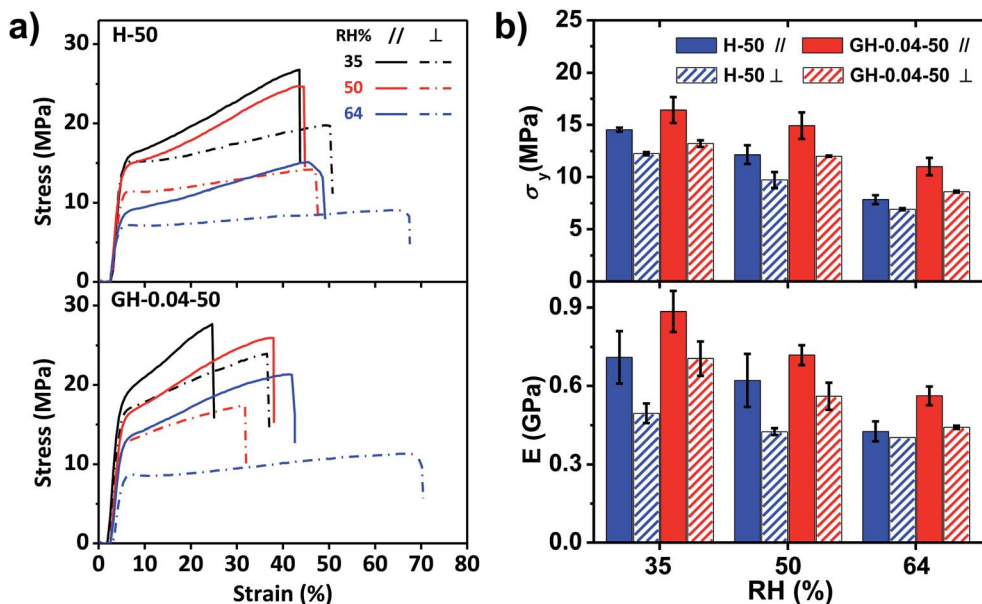 a)
H-50
RH% // ⊥
35
50
64
30
20
10
0
Stress (MPa)
GH-0.04-50
30
20
10
0
Stress (MPa)
0 10 20 30 40 50 60 70 80
Strain (%)
b)
H-50 // GH-0.04-50 //
H-50 ⊥ GH-0.04-50 ⊥
25
20
15
10
5
0
σy(MPa)
0.9
0.6
0.3
0.0
E (GPa)
35 50 64
RH (%)